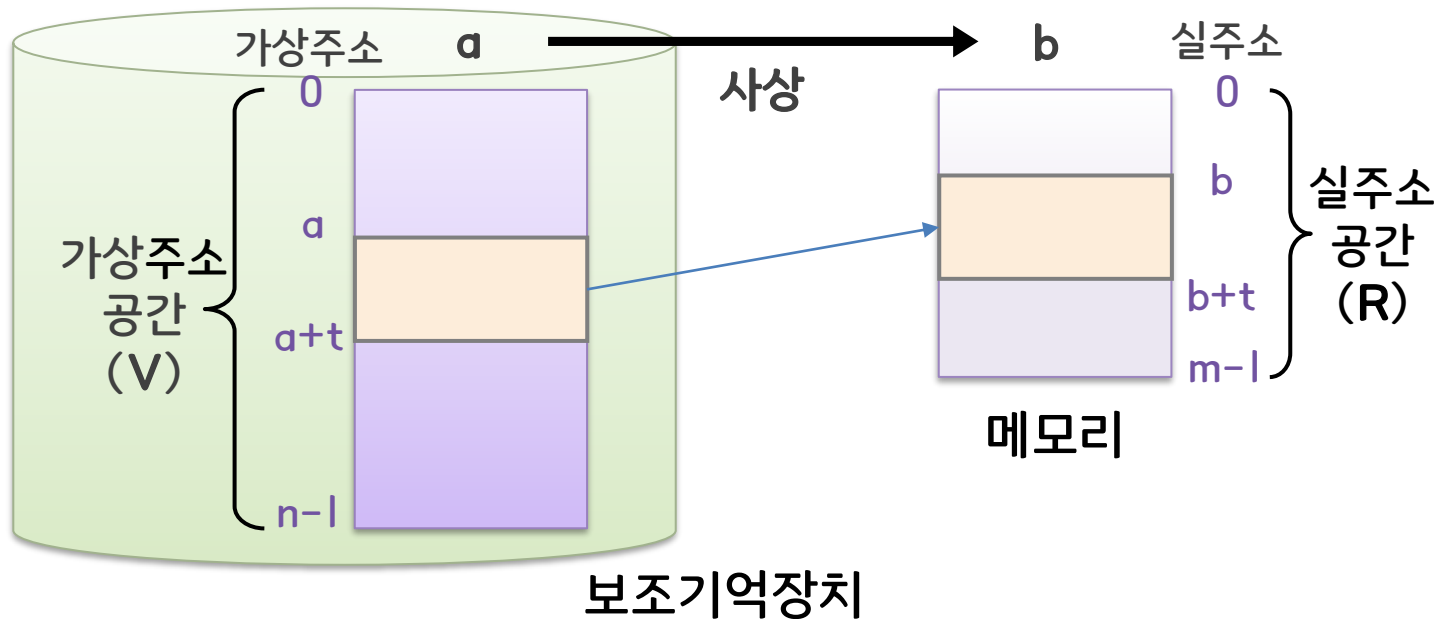 가상주소 a
사상
b 실주소
0
a
a+t
n-1
가상주소
공간
(V)
0
b
b+t
m-1
실주소
공간
(R)
메모리
보조기억장치